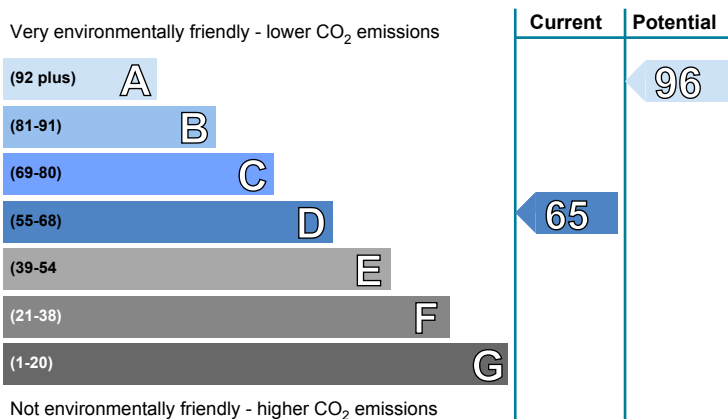 Current Potential
Very environmentally friendly - lower CO2 emissions
(92 plus) A 96
(81-91) B
(69-80) C
(55-68) D 65
(39-54 E
(21-38) F
(1-20) G
Not environmentally friendly - higher CO2 emissions